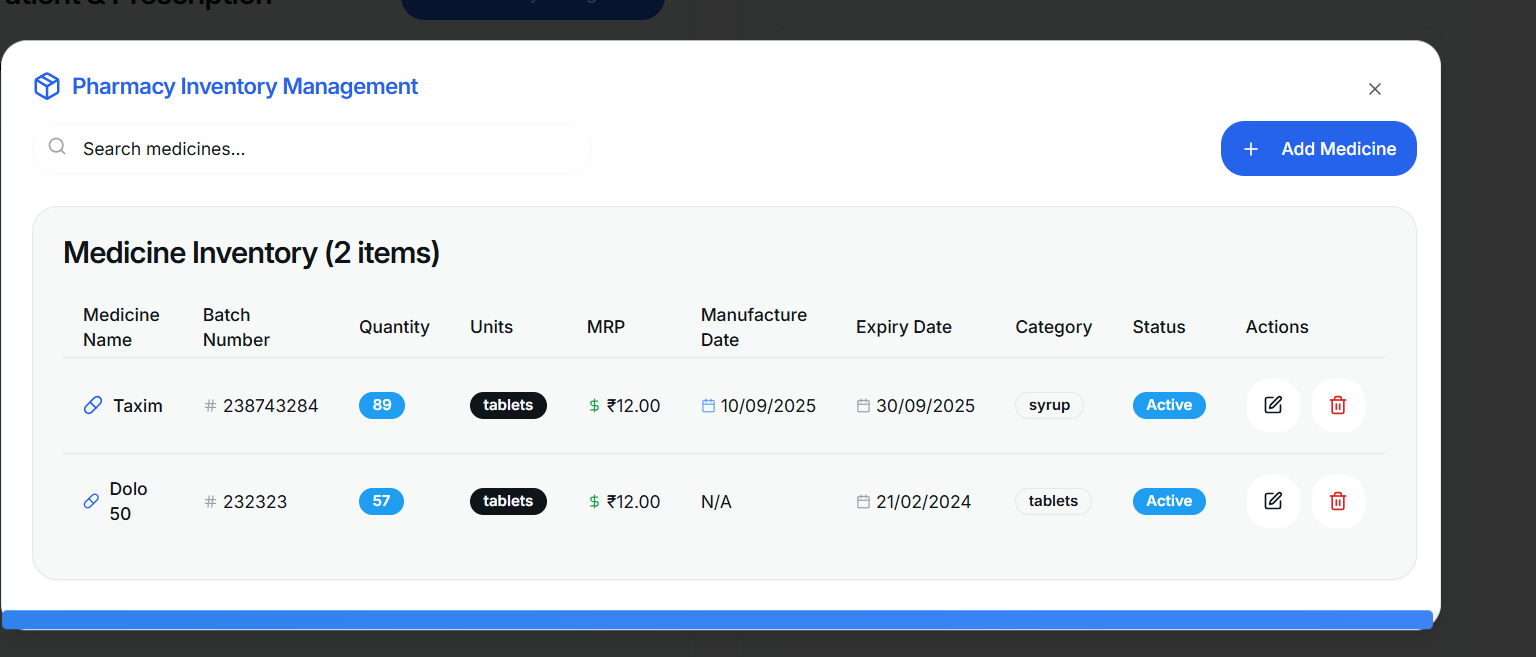 Pharmacy Inventory Management
Search medicines...
+ Add Medicine
Medicine Inventory (2 items)
Medicine Name Batch Number Quantity Units MRP Manufacture Date Expiry Date Category Status Actions
Taxim # 238743284 89 tablets $ ₹12.00 10/09/2025 30/09/2025 syrup Active
Dolo 50 # 232323 57 tablets $ ₹12.00 N/A 21/02/2024 tablets Active